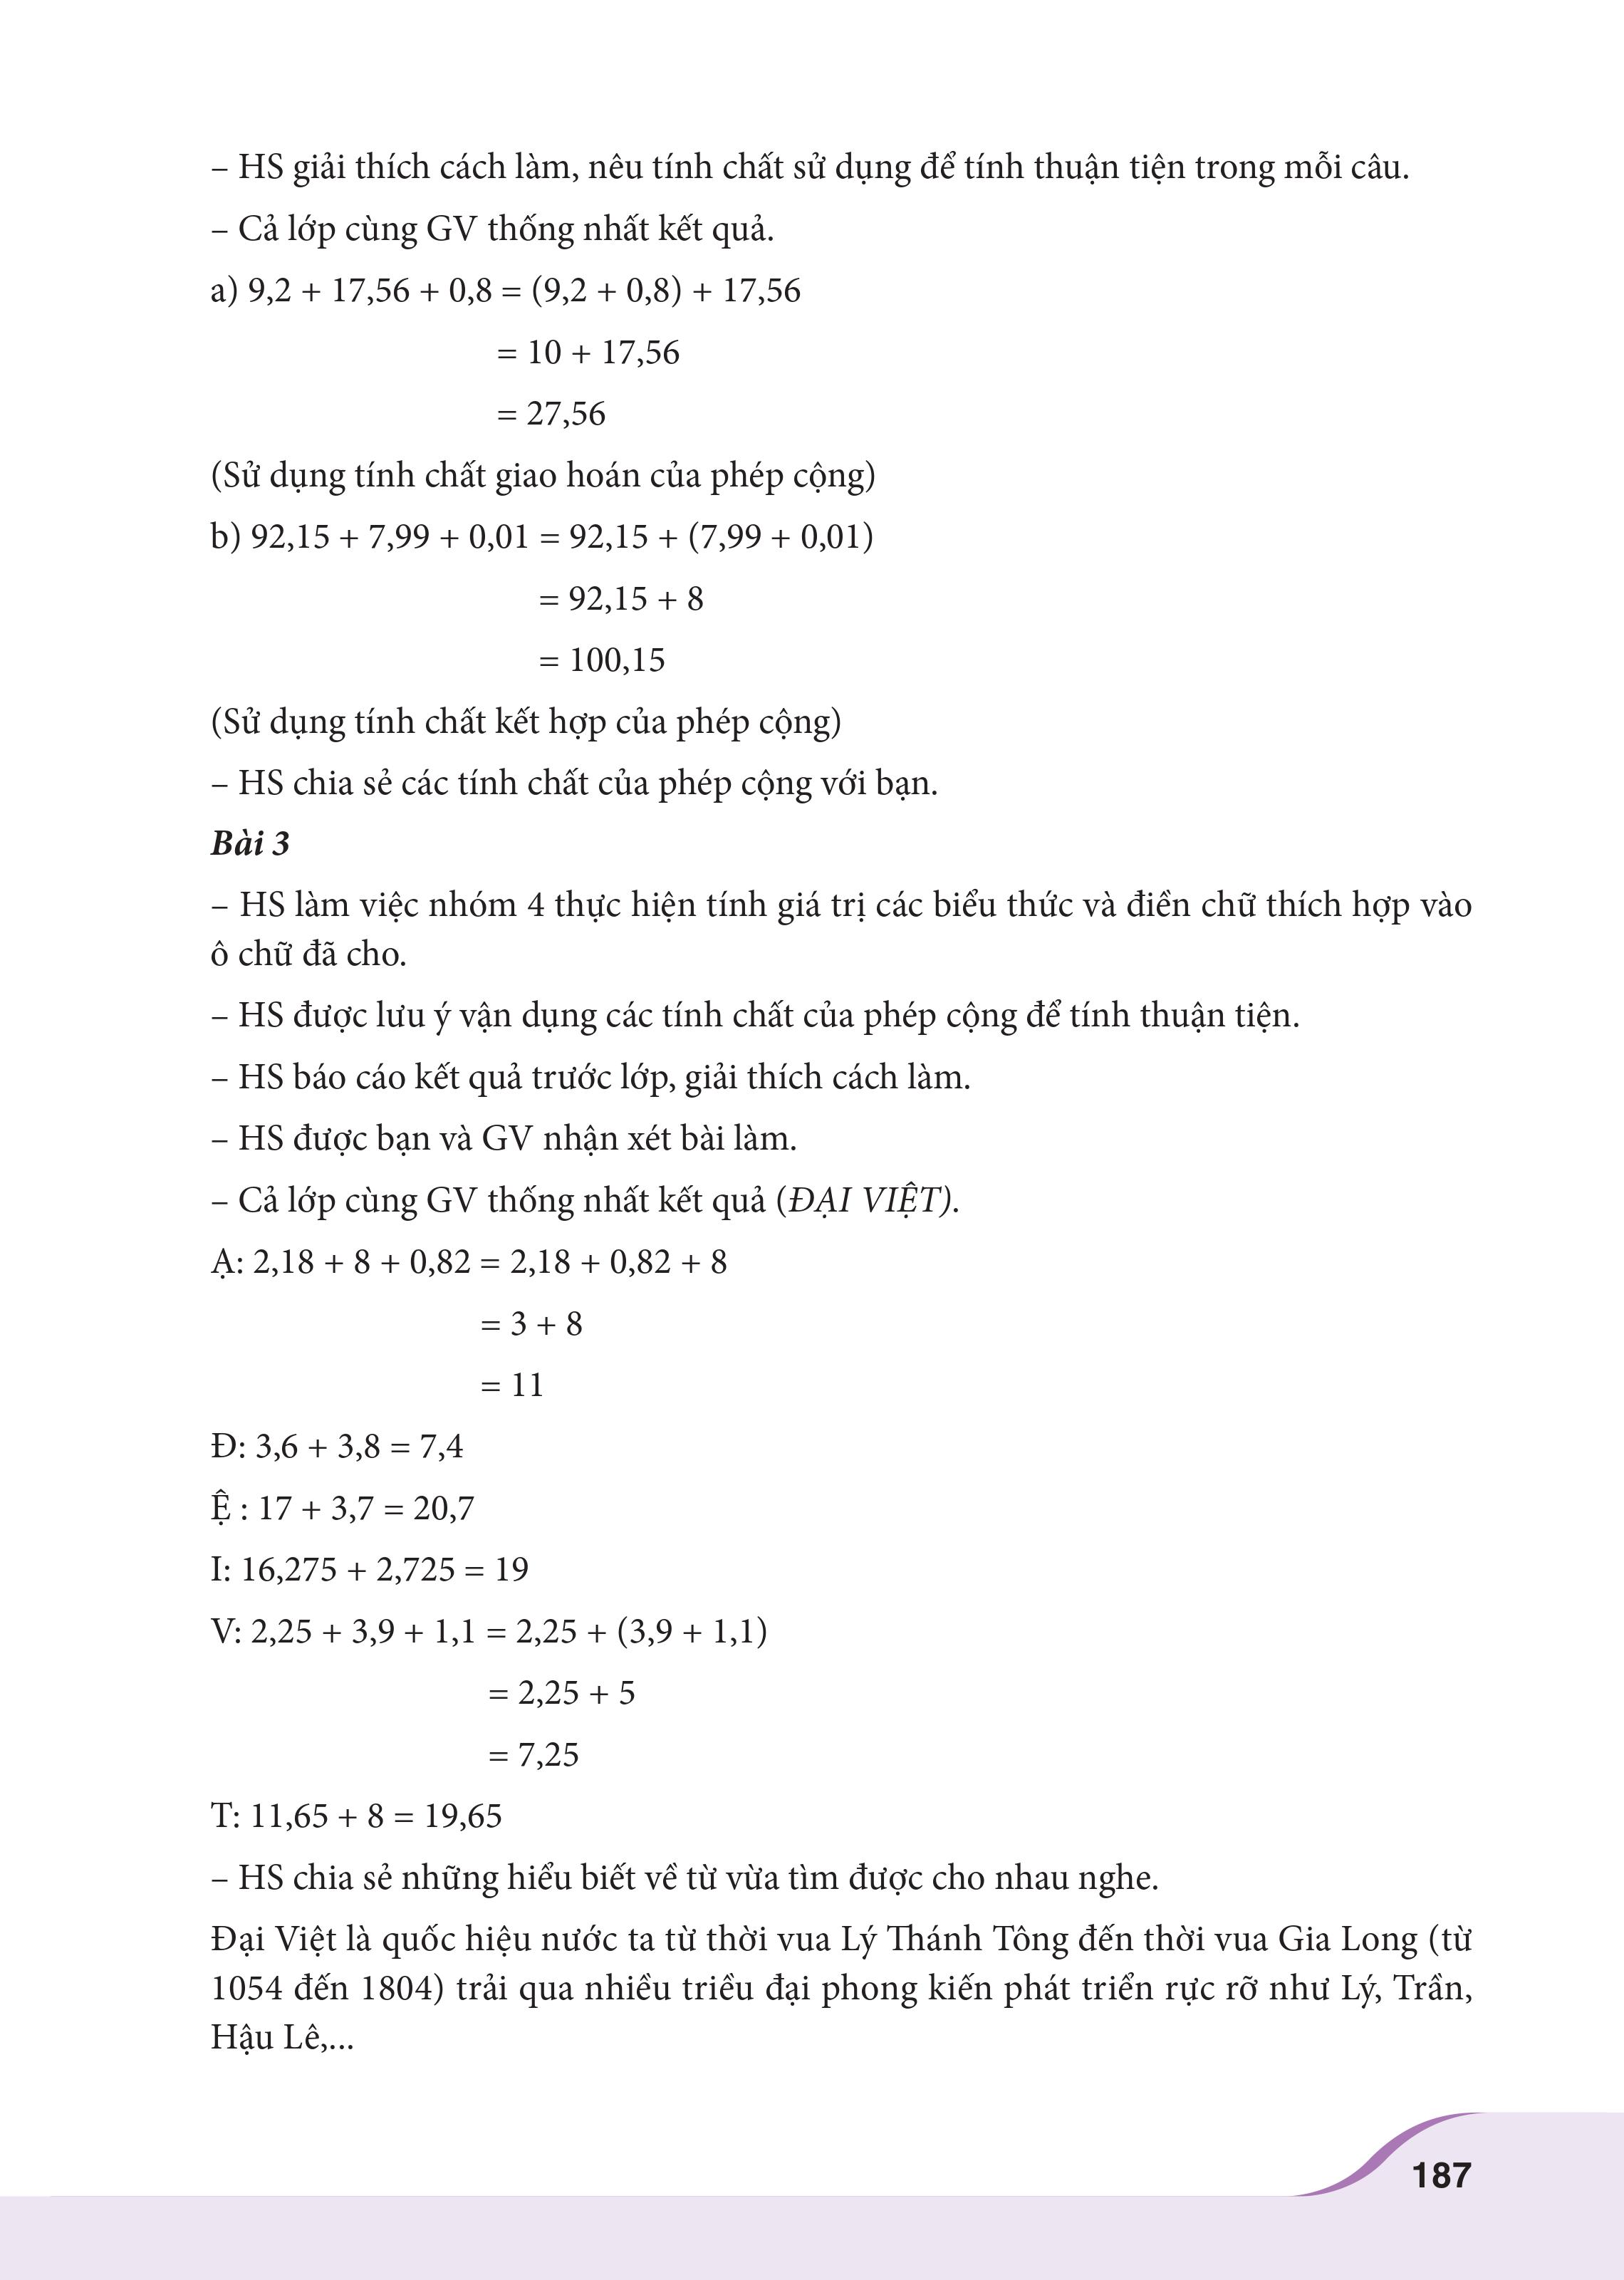 – HS giải thích cách làm, nêu tính chất sử dụng để tính thuận tiện trong mỗi câu.
– Cả lớp cùng GV thống nhất kết quả.
a) 9,2 + 17,56 + 0,8 = (9,2 + 0,8) + 17,56
= 10 + 17,56
= 27,56
(Sử dụng tính chất giao hoán của phép cộng)
b) 92,15 + 7,99 + 0,01 = 92,15 + (7,99 + 0,01)
= 92,15 + 8
= 100,15
(Sử dụng tính chất kết hợp của phép cộng)
– HS chia sẻ các tính chất của phép cộng với bạn.
Bài 3
– HS làm việc nhóm 4 thực hiện tính giá trị các biểu thức và điền chữ thích hợp vào
ô chữ đã cho.
– HS được lưu ý vận dụng các tính chất của phép cộng để tính thuận tiện.
– HS báo cáo kết quả trước lớp, giải thích cách làm.
– HS được bạn và GV nhận xét bài làm.
– Cả lớp cùng GV thống nhất kết quả (ĐẠI VIỆT).
Ạ: 2,18 + 8 + 0,82 = 2,18 + 0,82 + 8
= 3 + 8
= 11
Đ: 3,6 + 3,8 = 7,4
Ệ : 17 + 3,7 = 20,7
I: 16,275 + 2,725 = 19
V: 2,25 + 3,9 + 1,1 = 2,25 + (3,9 + 1,1)
= 2,25 + 5
= 7,25
T: 11,65 + 8 = 19,65
– HS chia sẻ những hiểu biết về từ vừa tìm được cho nhau nghe.
Đại Việt là quốc hiệu nước ta từ thời vua Lý Thánh Tông đến thời vua Gia Long (từ
1054 đến 1804) trải qua nhiều triều đại phong kiến phát triển rực rỡ như Lý, Trần,
Hậu Lê,...
187